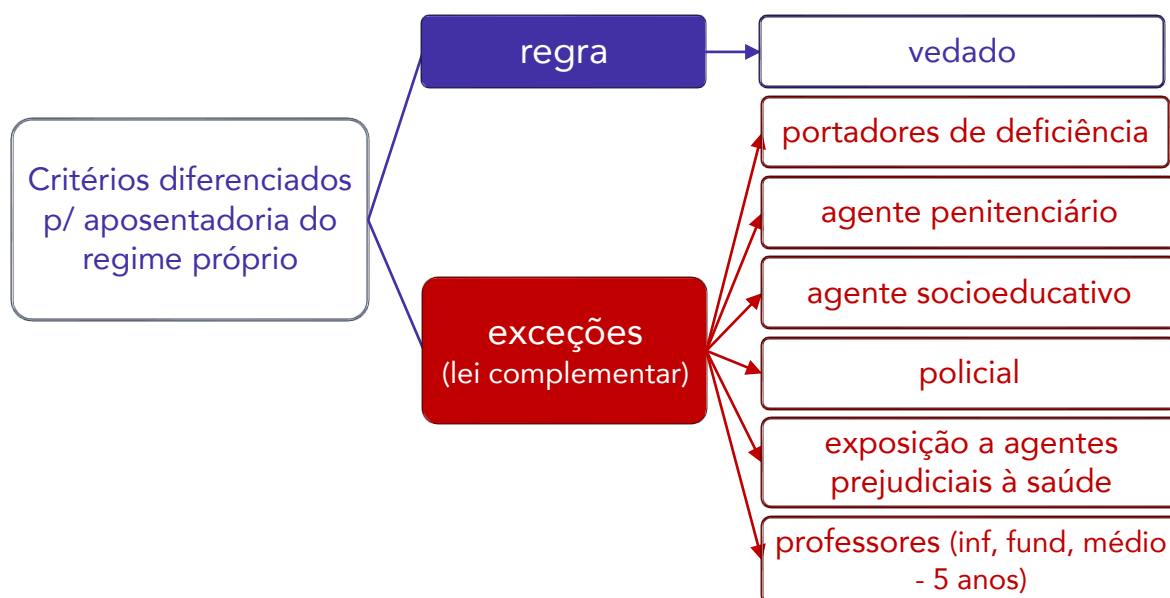 Critérios diferenciados
p/ aposentadoria do
regime próprio
regra
vedado
exceções
(lei complementar)
portadores de deficiência
agente penitenciário
agente socioeducativo
policial
exposição a agentes
prejudiciais à saúde
professores (inf, fund, médio
- 5 anos)